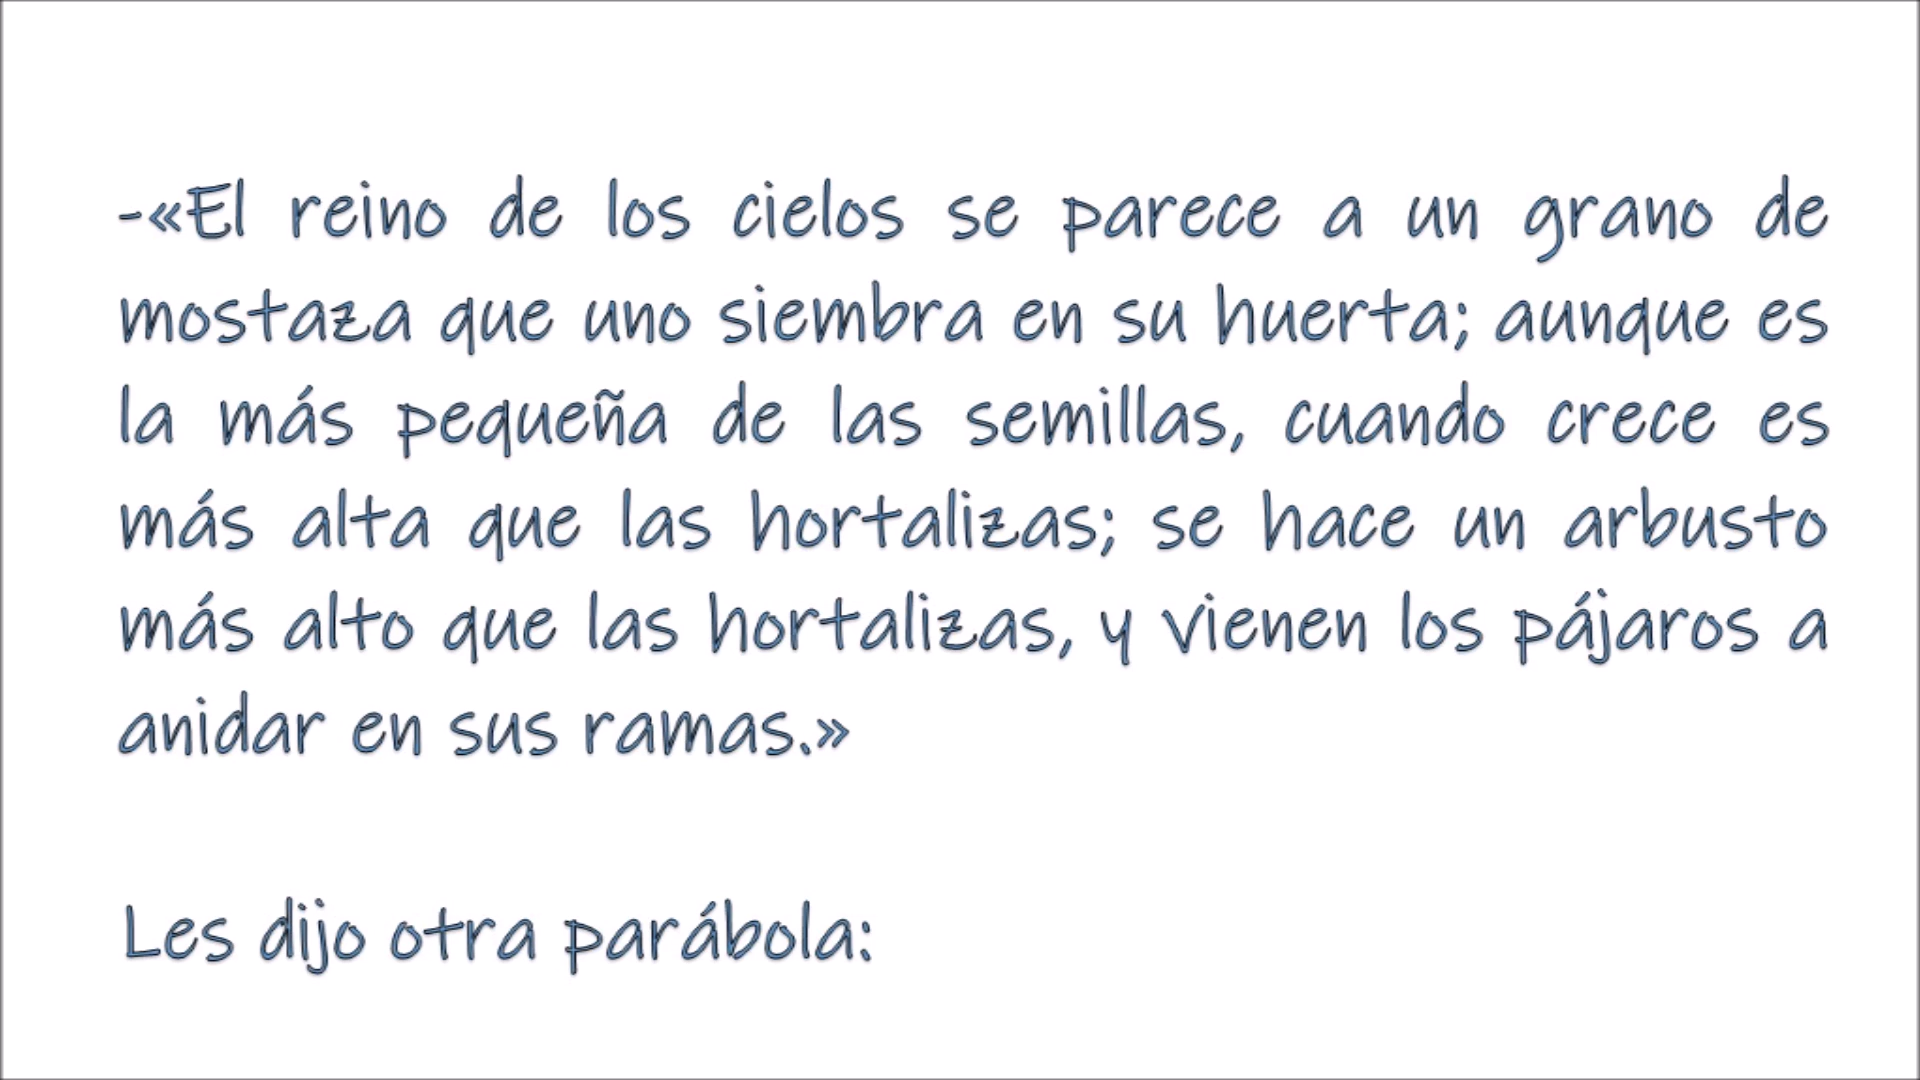 -«El reino de los cielos se parece a un grano de
mostaza que uno siembra en su huerta; aunque es
la más pequeña de las semillas, cuando crece es
más alta que las hortalizas; se hace un arbusto
más alto que las hortalizas, y vienen los pájaros a
anidar en sus ramas.»
Les dijo otra parábola: